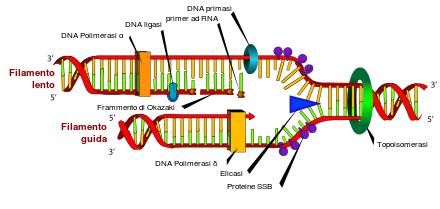 DNA primasi
primer ad RNA
DNA ligasi
DNA Polimerasi α
3’
Filamento
lento
5’
3’
5’
Frammento di Okazaki
5’
Filamento
guida
3’
Topoisomerasi
DNA Polimerasi δ
Elicasi
Proteine SSB